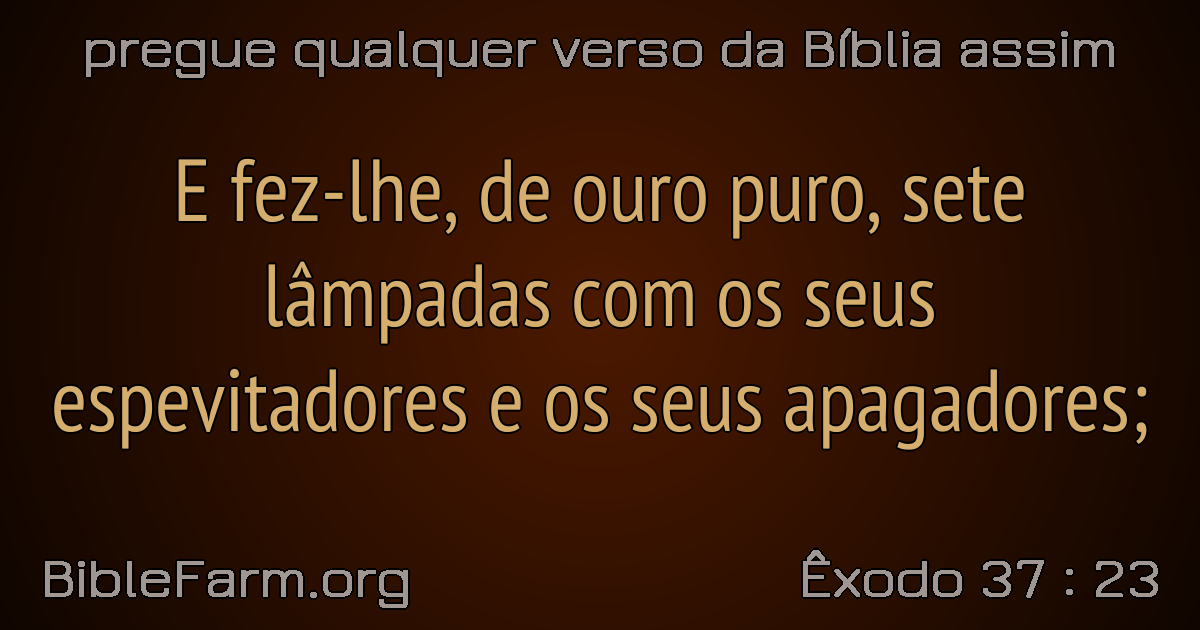 pregue qualquer verso da Bíblia assim
E fez-lhe, de ouro puro, sete
lâmpadas com os seus
espevitadores e os seus apagadores;
BibleFarm.org
Êxodo 37 : 23